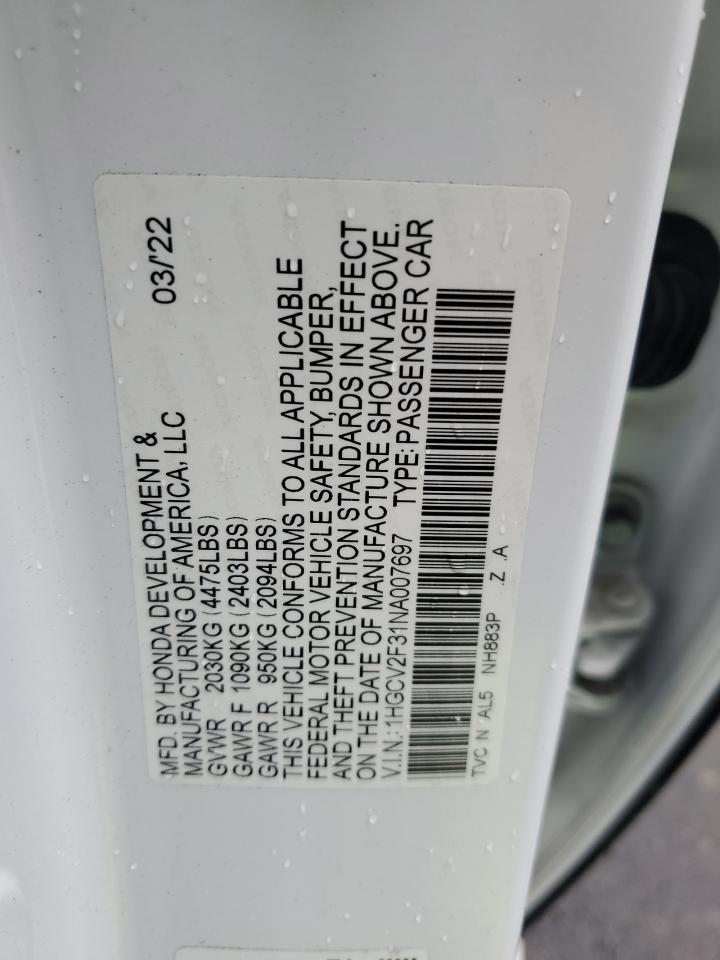 MFD. BY HONDA DEVELOPMENT & 03/'22
MANUFACTURING OF AMERICA, LLC
GVWR 2030KG (4475LBS)
GAWR F 1090KG (2403LBS)
GAWR R 950KG (2094LBS)
THIS VEHICLE CONFORMS TO ALL APPLICABLE
FEDERAL MOTOR VEHICLE SAFETY, BUMPER,
AND THEFT PREVENTION STANDARDS IN EFFECT
ON THE DATE OF MANUFACTURE SHOWN ABOVE.
V.I.N.: 1HGCV2F31NA007697 TYPE:PASSENGER CAR
TVC N AL5 NH883P .Z .A
HONDA